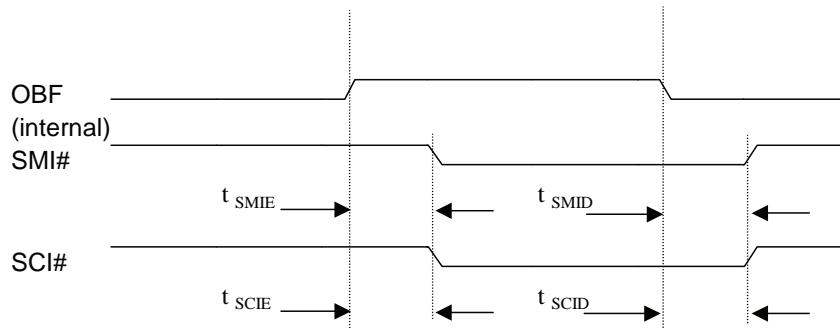 OBF
(internal)
SMI#
t SMIE
t SMID
SCI#
t SCIE
t SCID